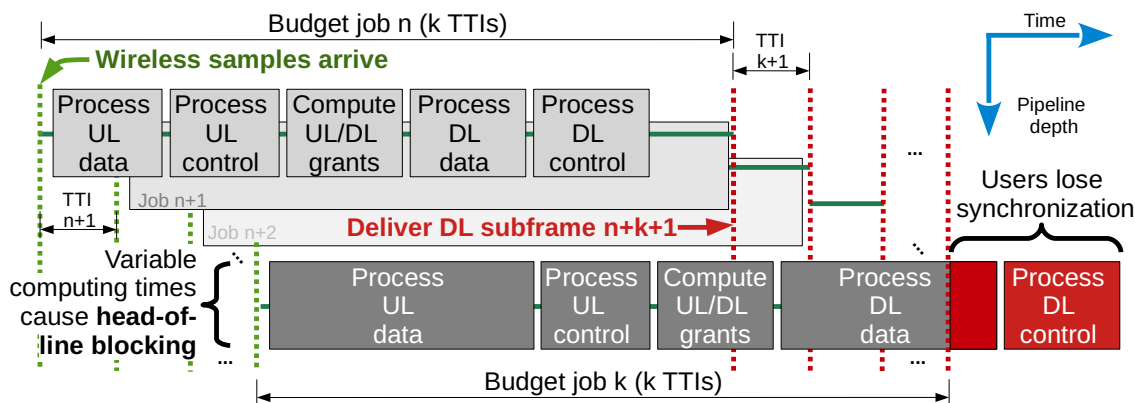 Budget job n (k TTIs)
Time
TTI
k+1
Wireless samples arrive
Pipeline
depth
Process
UL
data
Process
UL
control
Compute
UL/DL
grants
Process
DL
data
Process
DL
control
...
Job n+1
TTI
n+1
Job n+2
Deliver DL subframe n+k+1
Users lose
synchronization
Variable
computing times
cause head-of-
line blocking
...
...
...
Process
UL
data
Process
UL
control
Compute
UL/DL
grants
Process
DL
data
Process
DL
control
...
Budget job k (k TTIs)